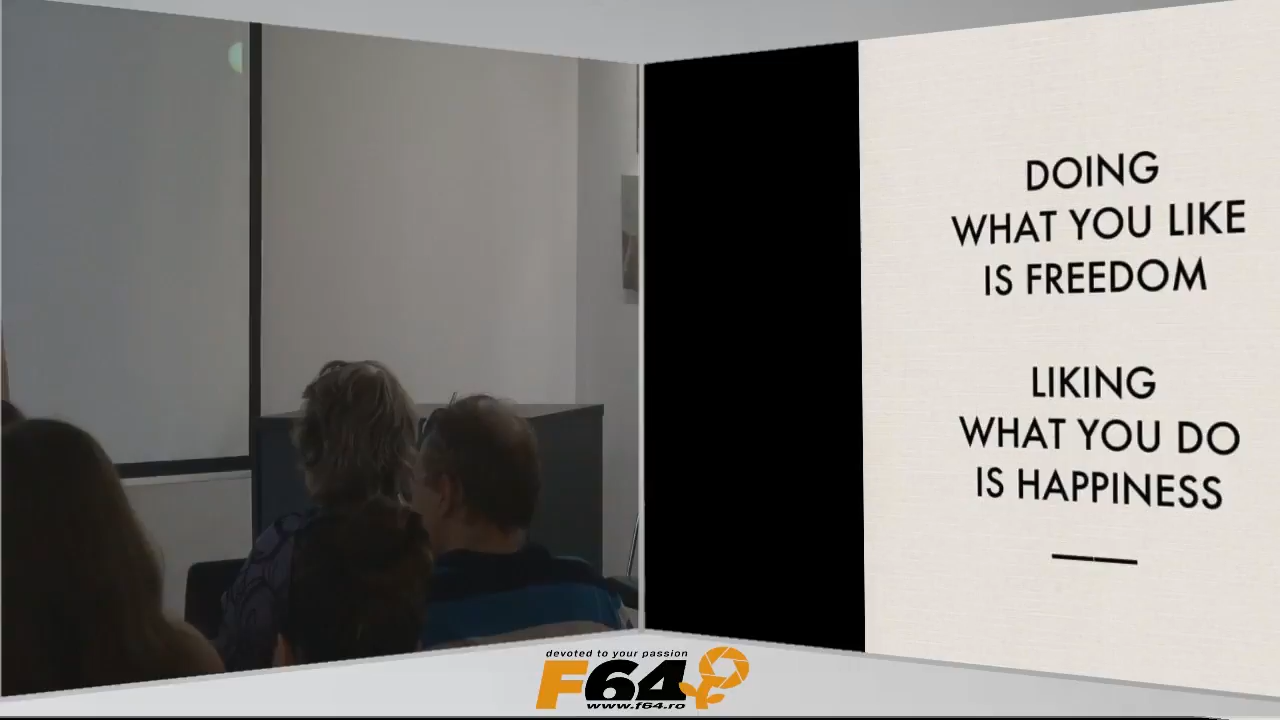 DOING
WHAT YOU LIKE
IS FREEDOM
LIKING
WHAT YOU DO
IS HAPPINESS
devoted to your passion
F64
www.f64.ro